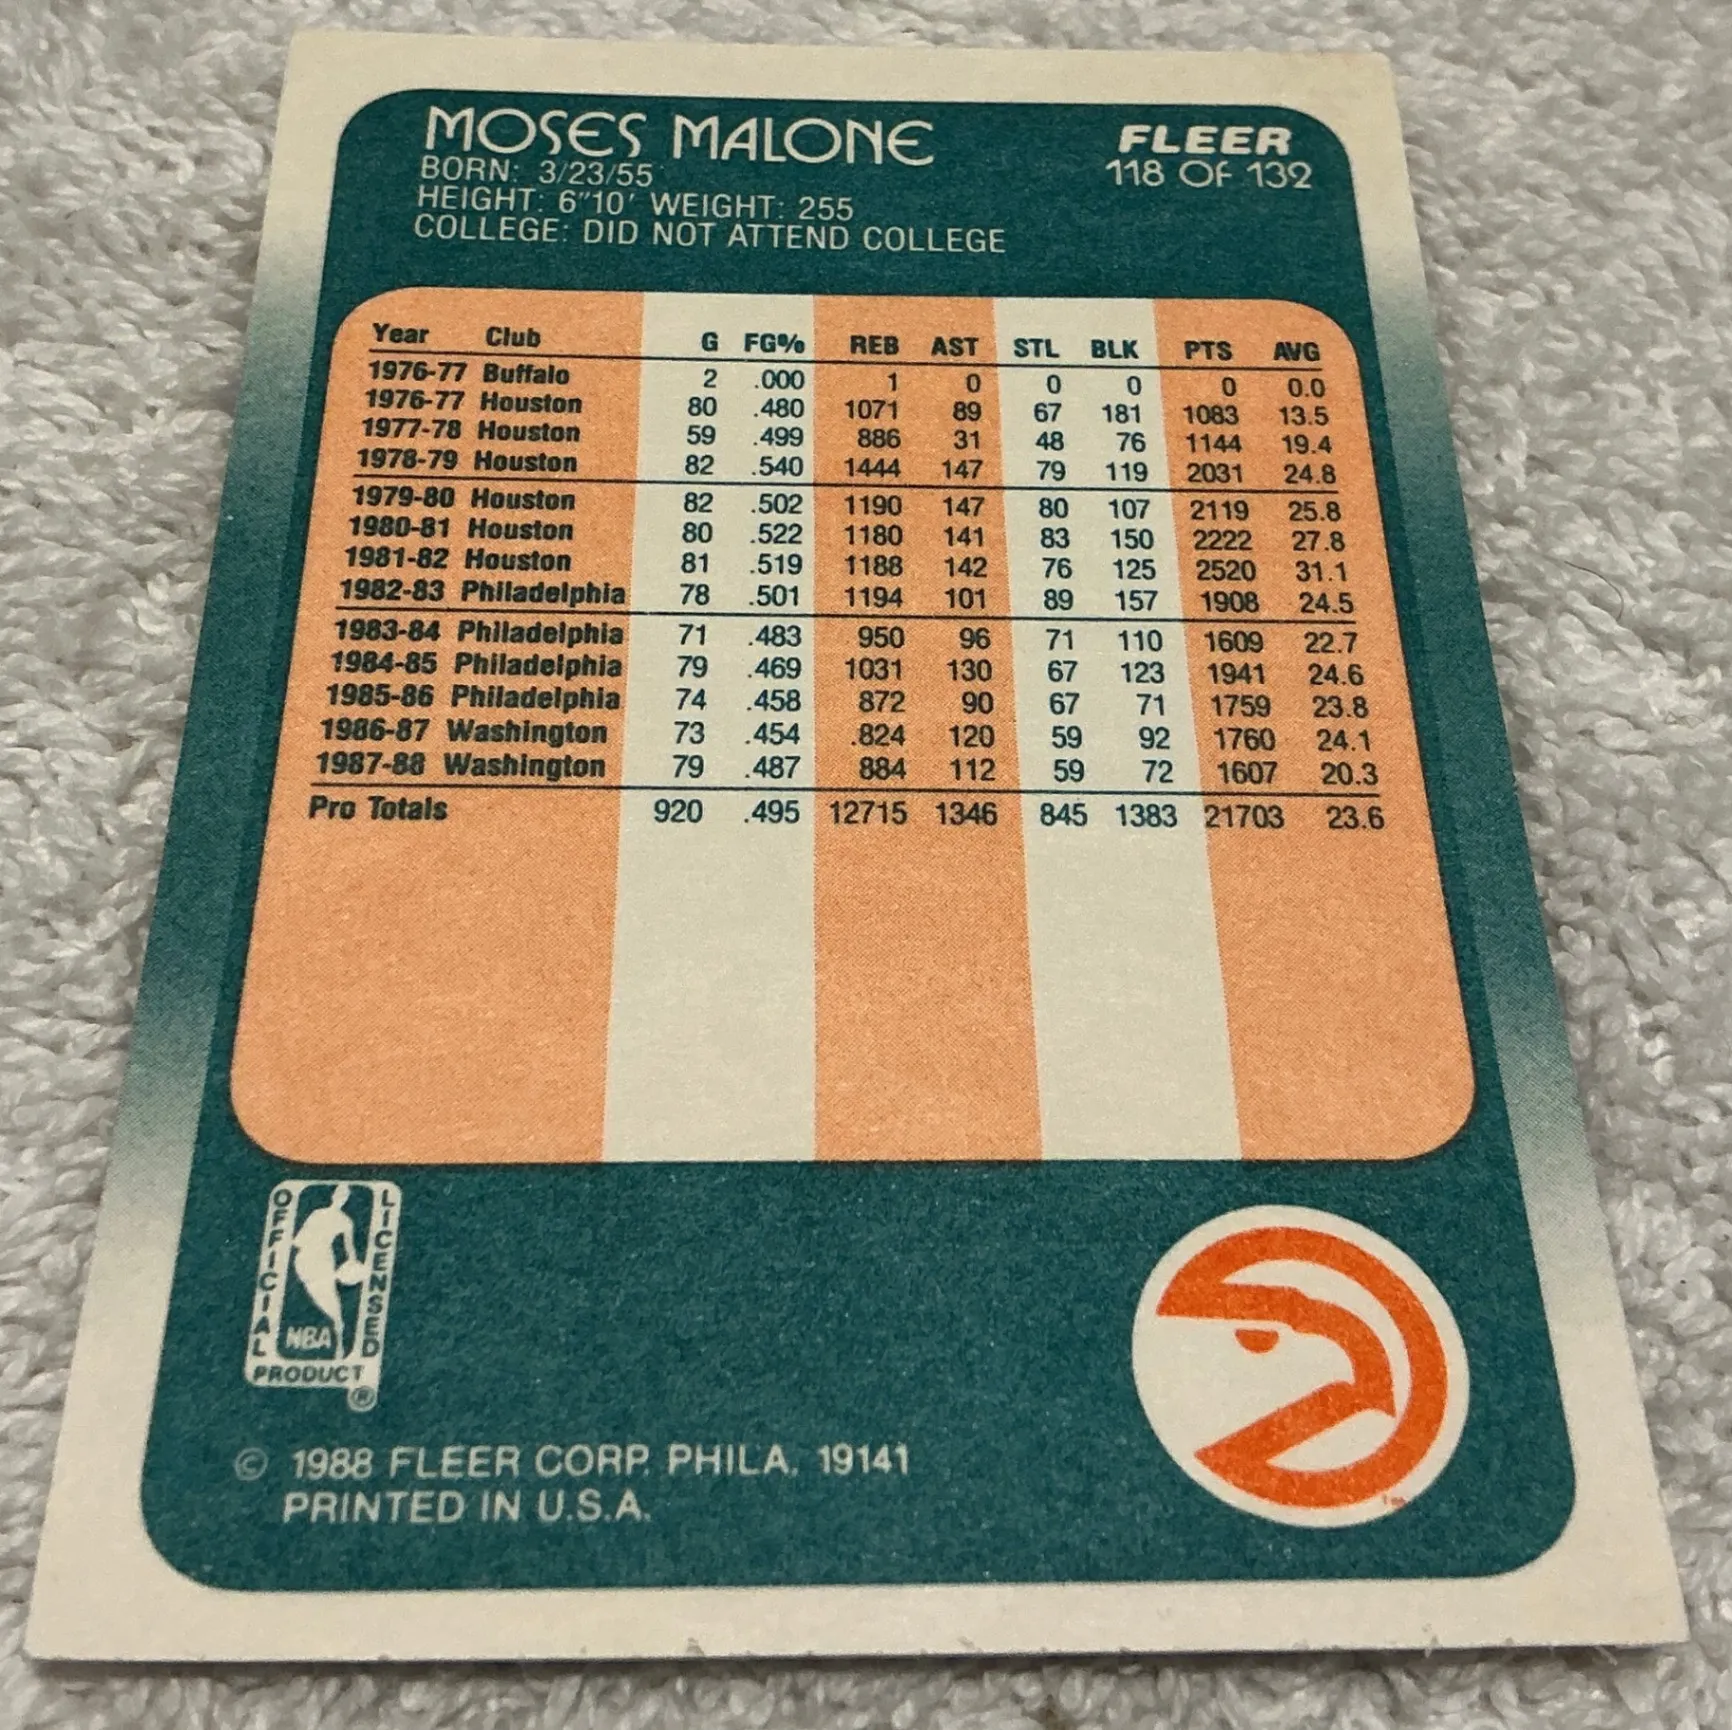 MOSES MALONE FLEER
BORN: 3/23/55 118 OF 132
HEIGHT: 6"10' WEIGHT: 255
COLLEGE: DID NOT ATTEND COLLEGE
Year Club G FG% REB AST STL BLK PTS AVG
1976-77 Buffalo 2 .000 1 0 0 0 0 0.0
1976-77 Houston 80 .480 1071 89 67 181 1083 13.5
1977-78 Houston 59 .499 886 31 48 76 1144 19.4
1978-79 Houston 82 .540 1444 147 79 119 2031 24.8
1979-80 Houston 82 .502 1190 147 80 107 2119 25.8
1980-81 Houston 80 .522 1180 141 83 150 2222 27.8
1981-82 Houston 81 .519 1188 142 76 125 2520 31.1
1982-83 Philadelphia 78 .501 1194 101 89 157 1908 24.5
1983-84 Philadelphia 71 .483 950 96 71 110 1609 22.7
1984-85 Philadelphia 79 .469 1031 130 67 123 1941 24.6
1985-86 Philadelphia 74 .458 872 90 67 71 1759 23.8
1986-87 Washington 73 .454 .824 120 59 92 1760 24.1
1987-88 Washington 79 .487 884 112 59 72 1607 20.3
Pro Totals 920 .495 12715 1346 845 1383 21703 23.6
OFFICIAL
LICENSED
NBA
PRODUCT
®
© 1988 FLEER CORP. PHILA. 19141
PRINTED IN U.S.A.
TM